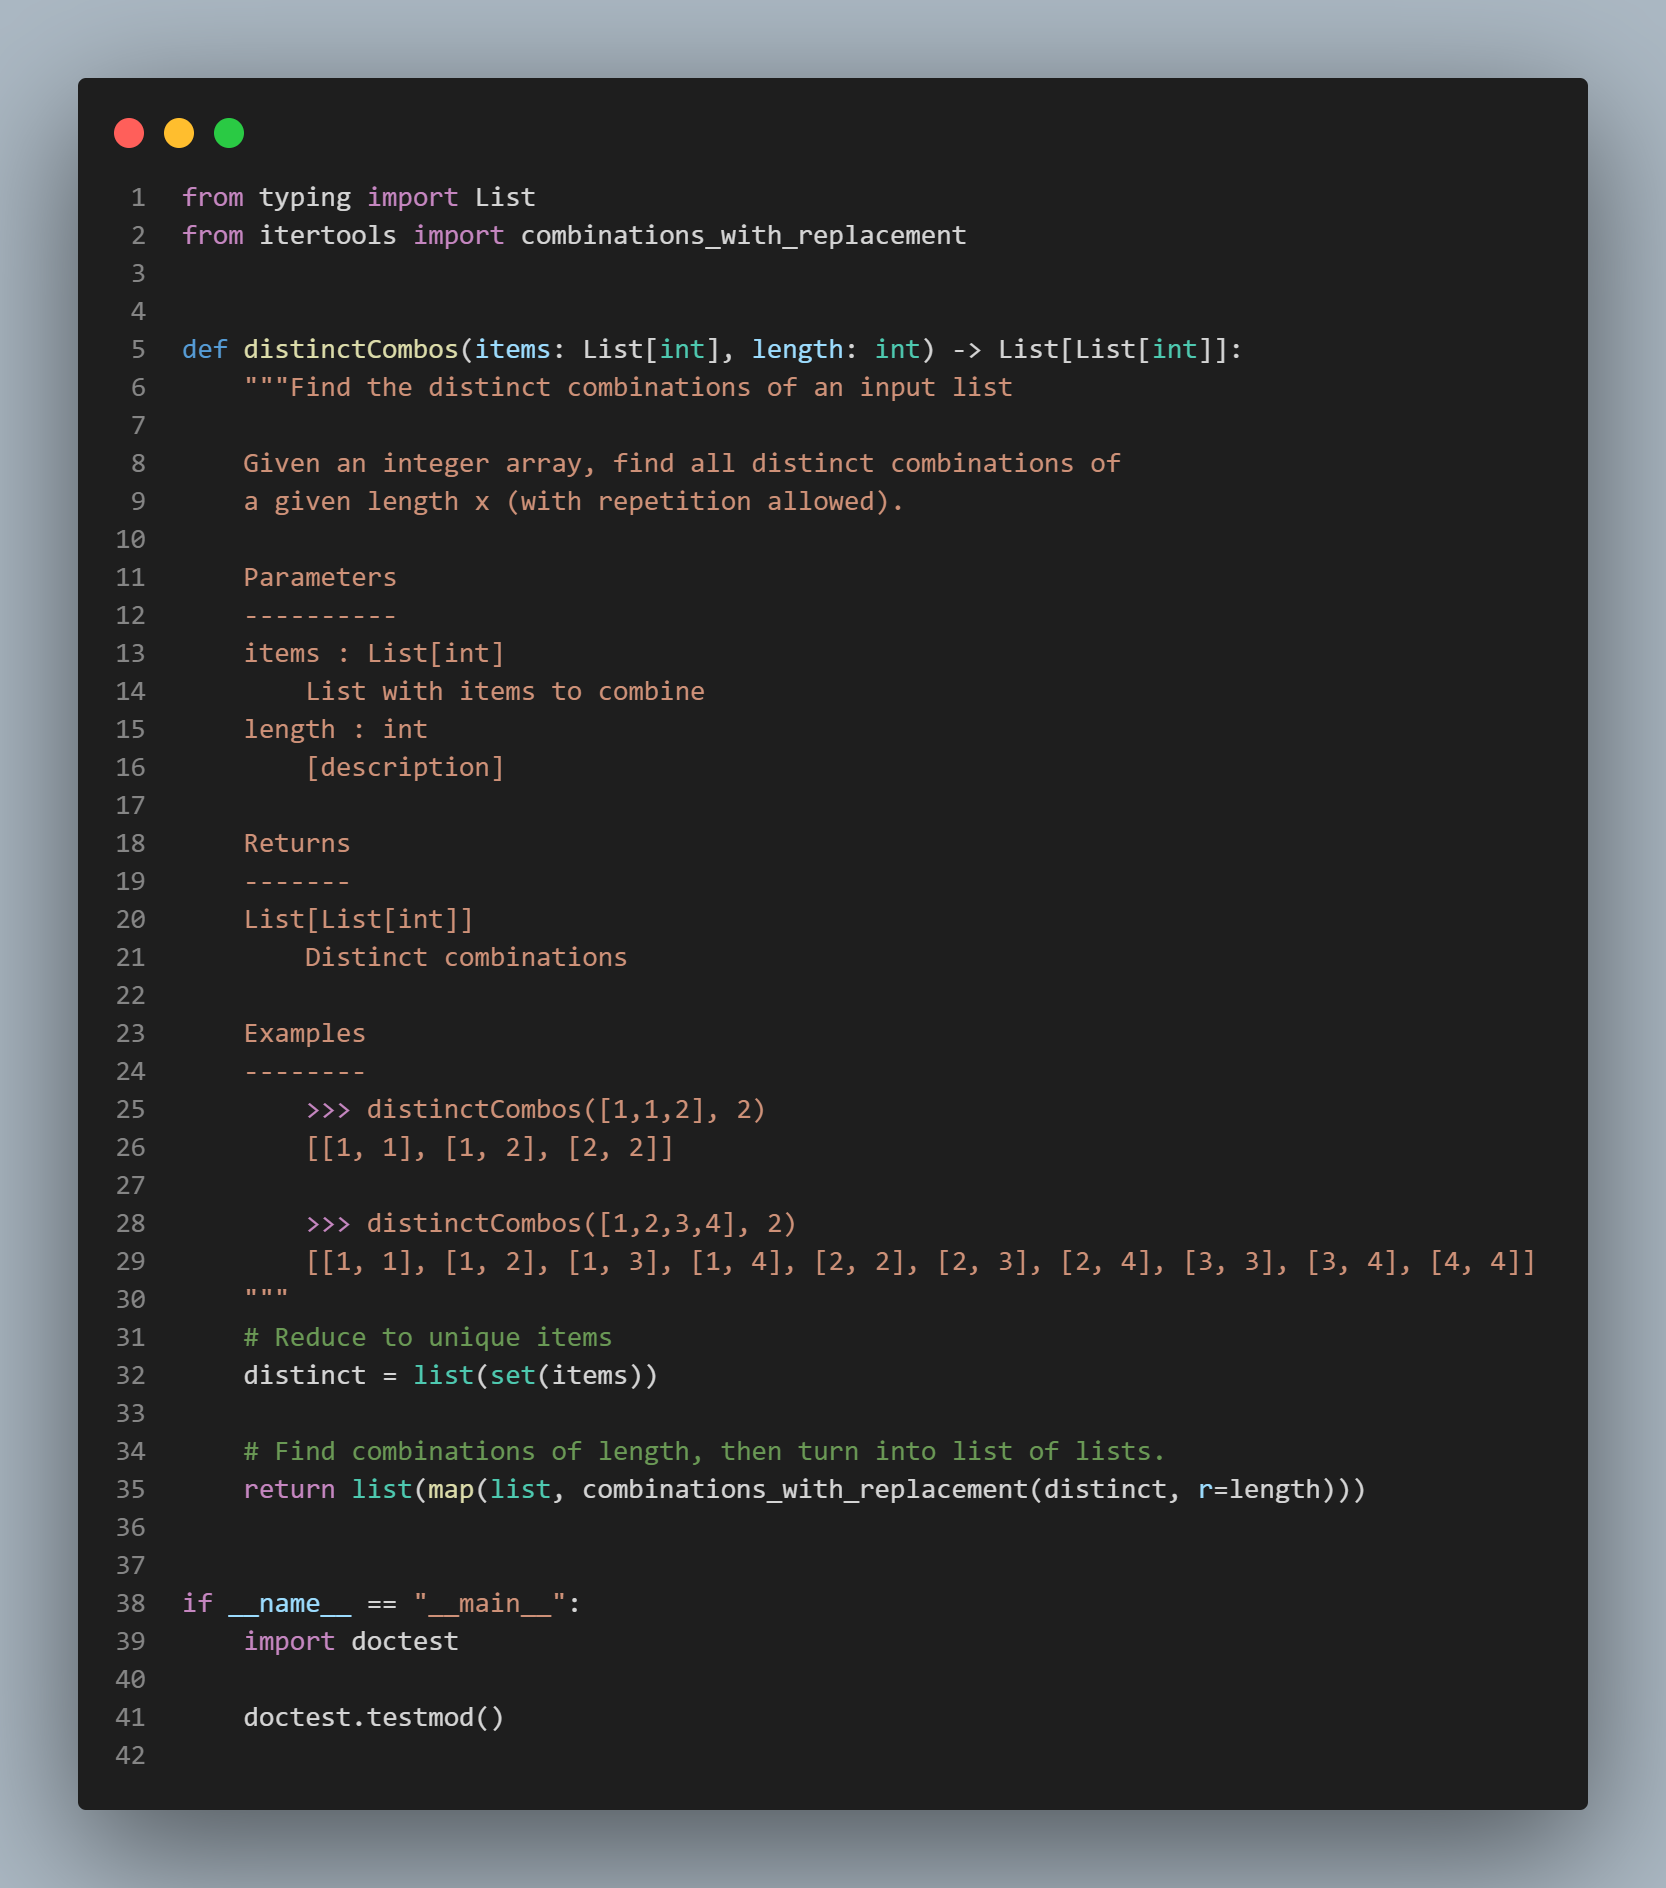 1 from typing import List
2 from itertools import combinations_with_replacement
3
4
5 def distinctCombos(items: List[int], length: int) -> List[List[int]]:
6     """Find the distinct combinations of an input list
7
8     Given an integer array, find all distinct combinations of
9     a given length x (with repetition allowed).
10
11     Parameters
12     ----------
13     items : List[int]
14         List with items to combine
15     length : int
16         [description]
17
18     Returns
19     -------
20     List[List[int]]
21         Distinct combinations
22
23     Examples
24     --------
25         >>> distinctCombos([1,1,2], 2)
26         [[1, 1], [1, 2], [2, 2]]
27
28         >>> distinctCombos([1,2,3,4], 2)
29         [[1, 1], [1, 2], [1, 3], [1, 4], [2, 2], [2, 3], [2, 4], [3, 3], [3, 4], [4, 4]]
30     """
31     # Reduce to unique items
32     distinct = list(set(items))
33
34     # Find combinations of length, then turn into list of lists.
35     return list(map(list, combinations_with_replacement(distinct, r=length)))
36
37
38 if __name__ == "__main__":
39     import doctest
40
41     doctest.testmod()
42